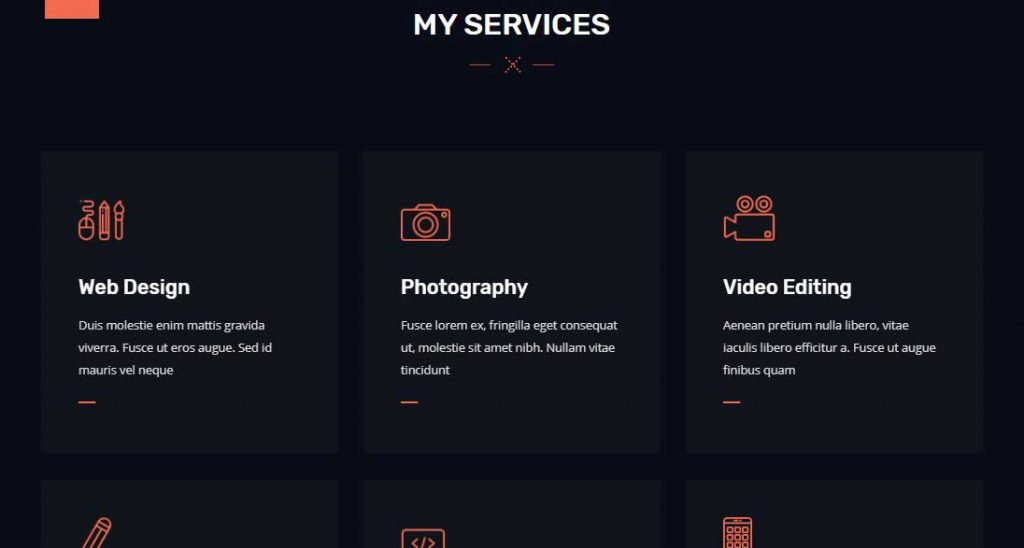 MY SERVICES
Web Design
Duis molestie enim mattis gravida
viverra. Fusce ut eros augue. Sed id
mauris vel neque
Photography
Fusce lorem ex, fringilla eget consequat
ut, molestie sit amet nibh. Nullam vitae
tincidunt
Video Editing
Aenean pretium nulla libero, vitae
iaculis libero efficitur a. Fusce ut augue
finibus quam